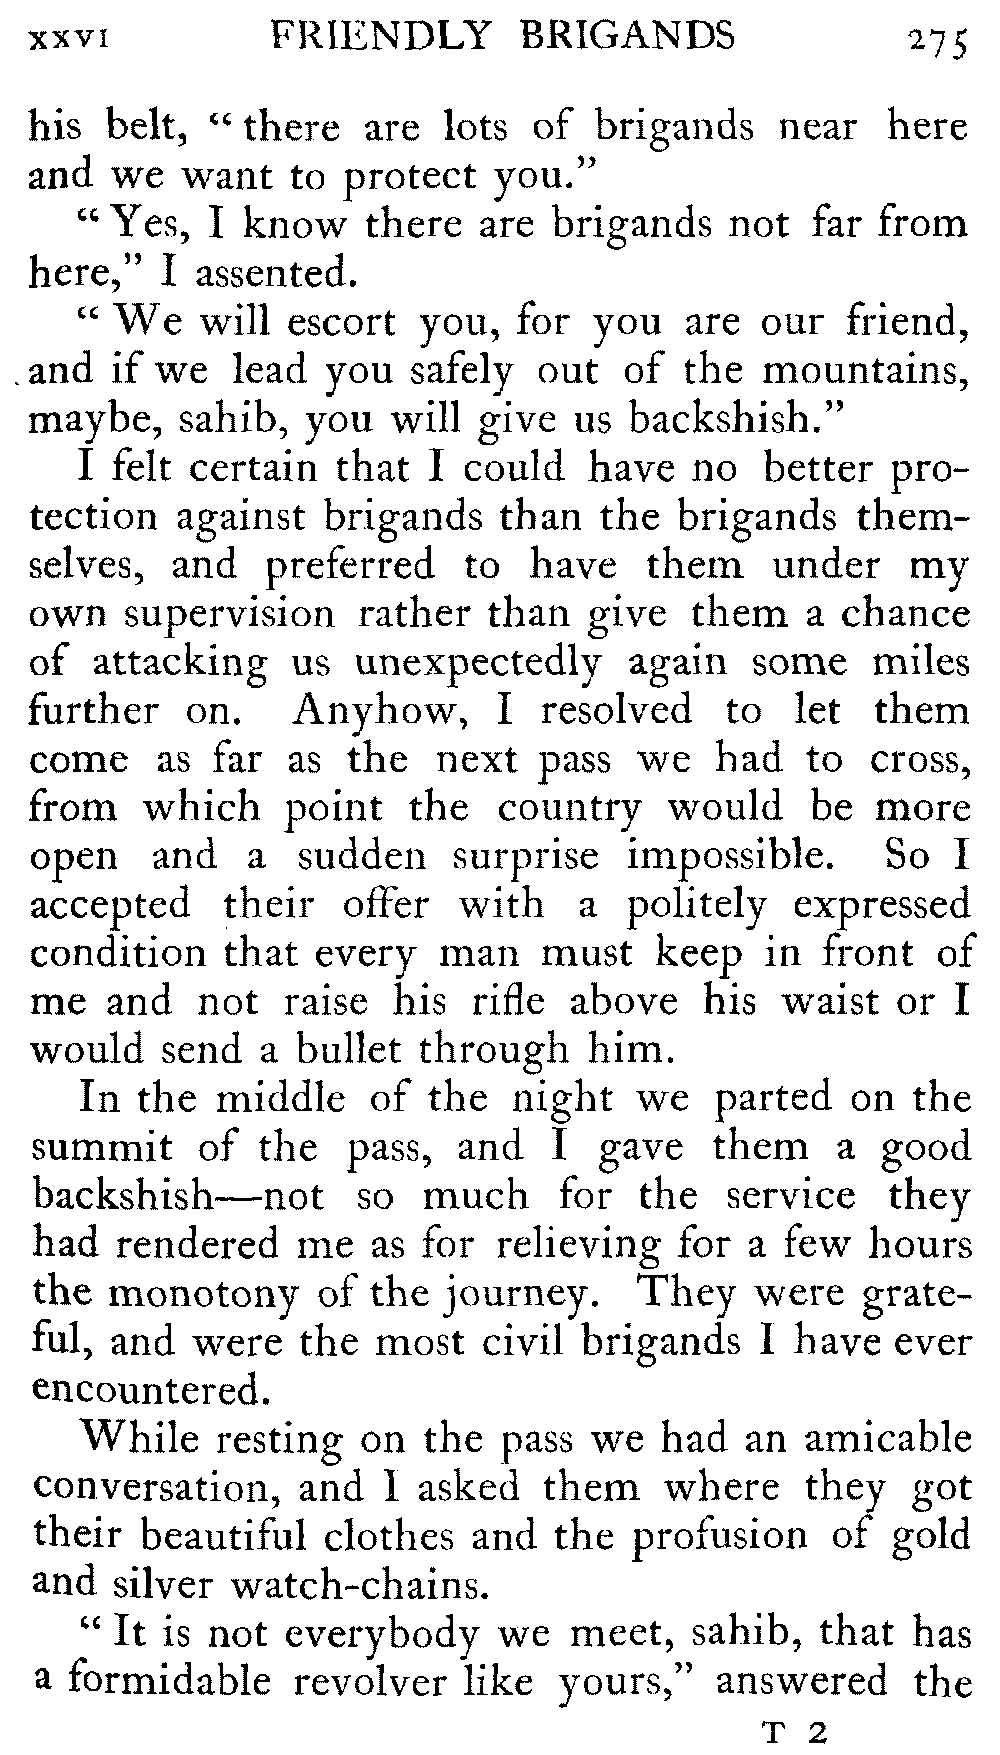 xxvi FRIENDLY BRIGANDS 275
his belt, “ there are lots of brigands near here
and we want to protect you.”
“ Yes, I know there are brigands not far from
here,” I assented.
“ We will escort you, for you are our friend,
and if we lead you safely out of the mountains,
maybe, sahib, you will give us backshish.”
I felt certain that I could have no better pro-
tection against brigands than the brigands them-
selves, and preferred to have them under my
own supervision rather than give them a chance
of attacking us unexpectedly again some miles
further on. Anyhow, I resolved to let them
come as far as the next pass we had to cross,
from which point the country would be more
open and a sudden surprise impossible. So I
accepted their offer with a politely expressed
condition that every man must keep in front of
me and not raise his rifle above his waist or I
would send a bullet through him.
In the middle of the night we parted on the
summit of the pass, and I gave them a good
backshish—not so much for the service they
had rendered me as for relieving for a few hours
the monotony of the journey. They were grate-
ful, and were the most civil brigands I have ever
encountered.
While resting on the pass we had an amicable
conversation, and I asked them where they got
their beautiful clothes and the profusion of gold
and silver watch-chains.
“ It is not everybody we meet, sahib, that has
a formidable revolver like yours,” answered the
T 2